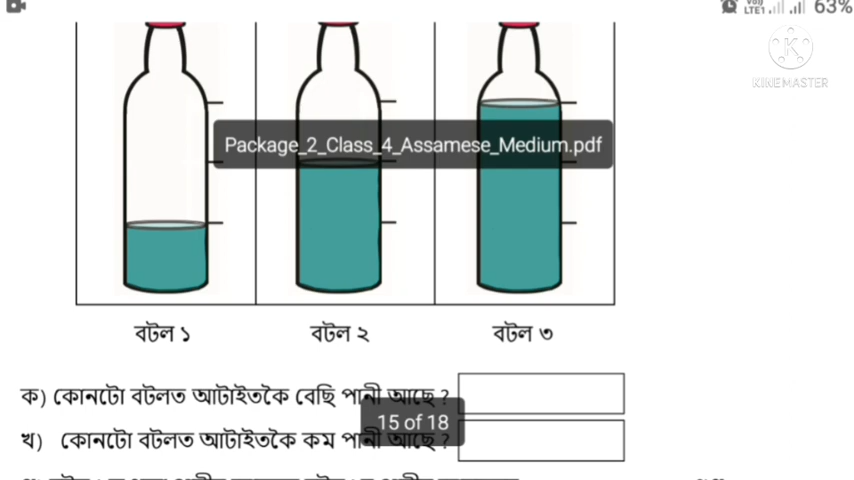 LTE1 63%
KINEMASTER
Package_2_Class_4_Assamese_Medium.pdf
বটল ১ বটল ২ বটল ৩
ক) কোনটো বটলত আটাইতকৈ বেছি পানী আছে ?
15 of 18
খ) কোনটো বটলত আটাইতকৈ কম পানী আছে ?